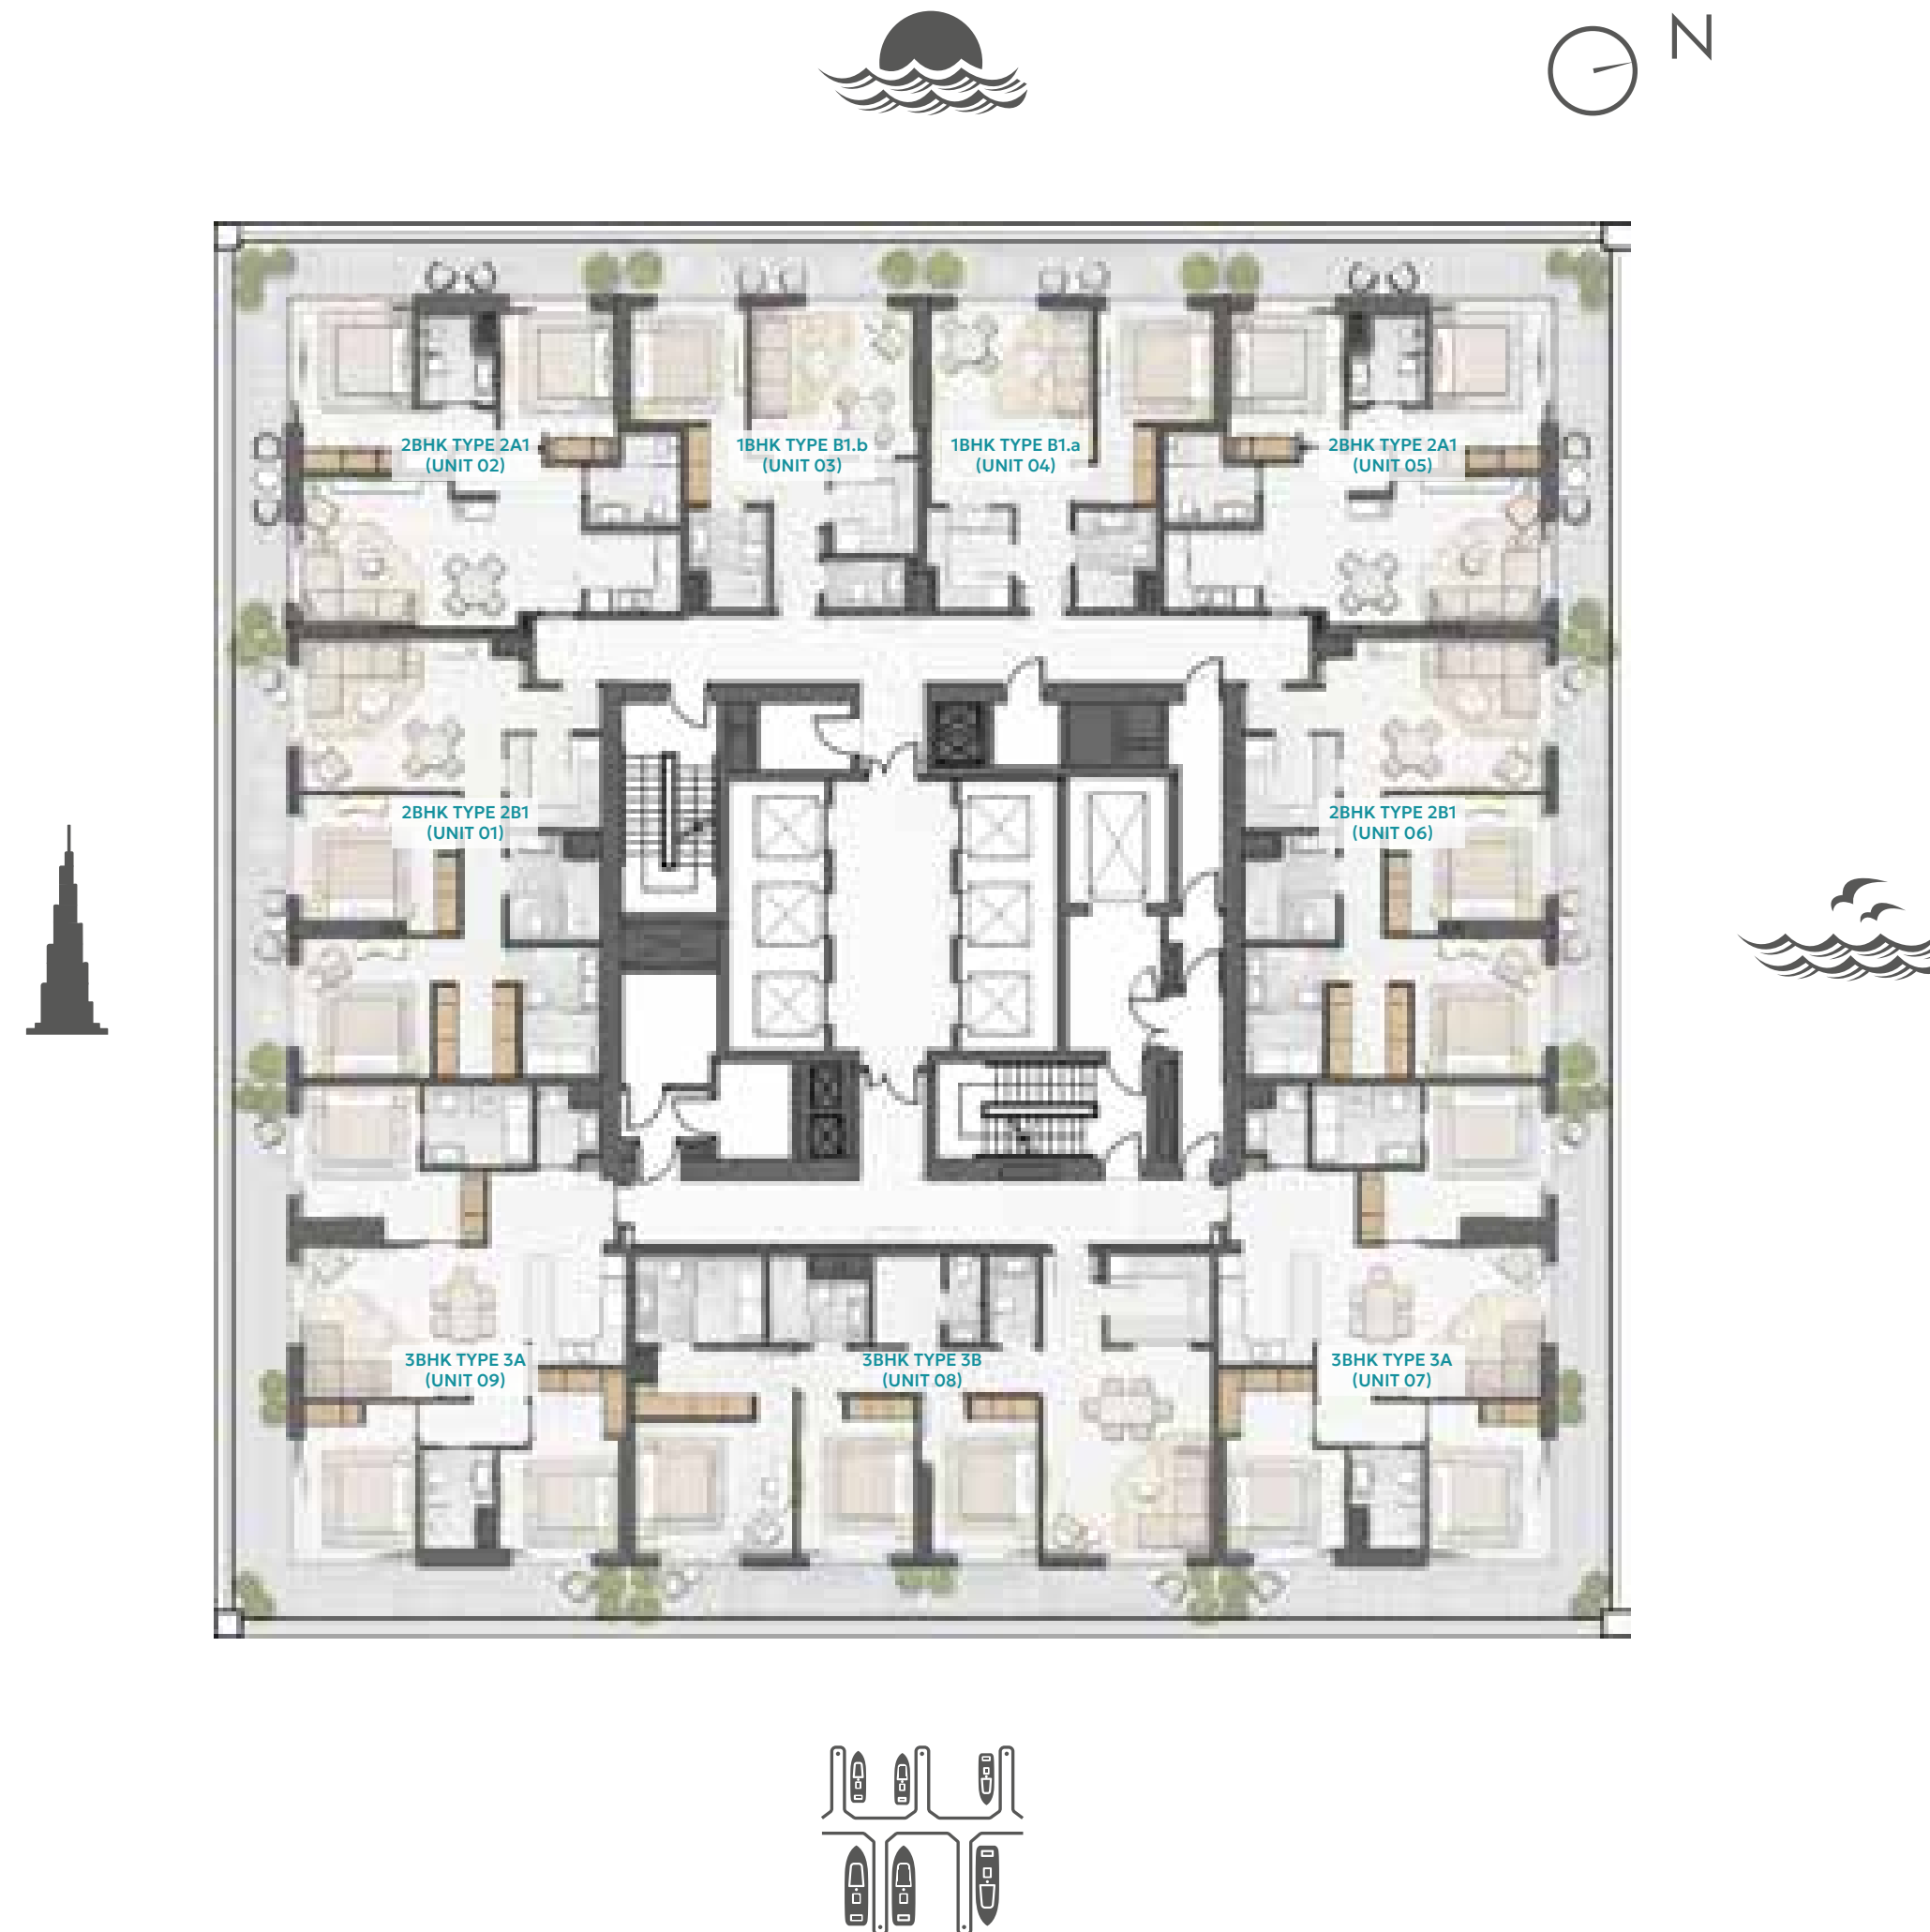 N
2BHK TYPE 2A1
(UNIT 02)
1BHK TYPE B1.b
(UNIT 03)
1BHK TYPE B1.a
(UNIT 04)
2BHK TYPE 2A1
(UNIT 05)
2BHK TYPE 2B1
(UNIT 01)
2BHK TYPE 2B1
(UNIT 06)
3BHK TYPE 3A
(UNIT 09)
3BHK TYPE 3B
(UNIT 08)
3BHK TYPE 3A
(UNIT 07)